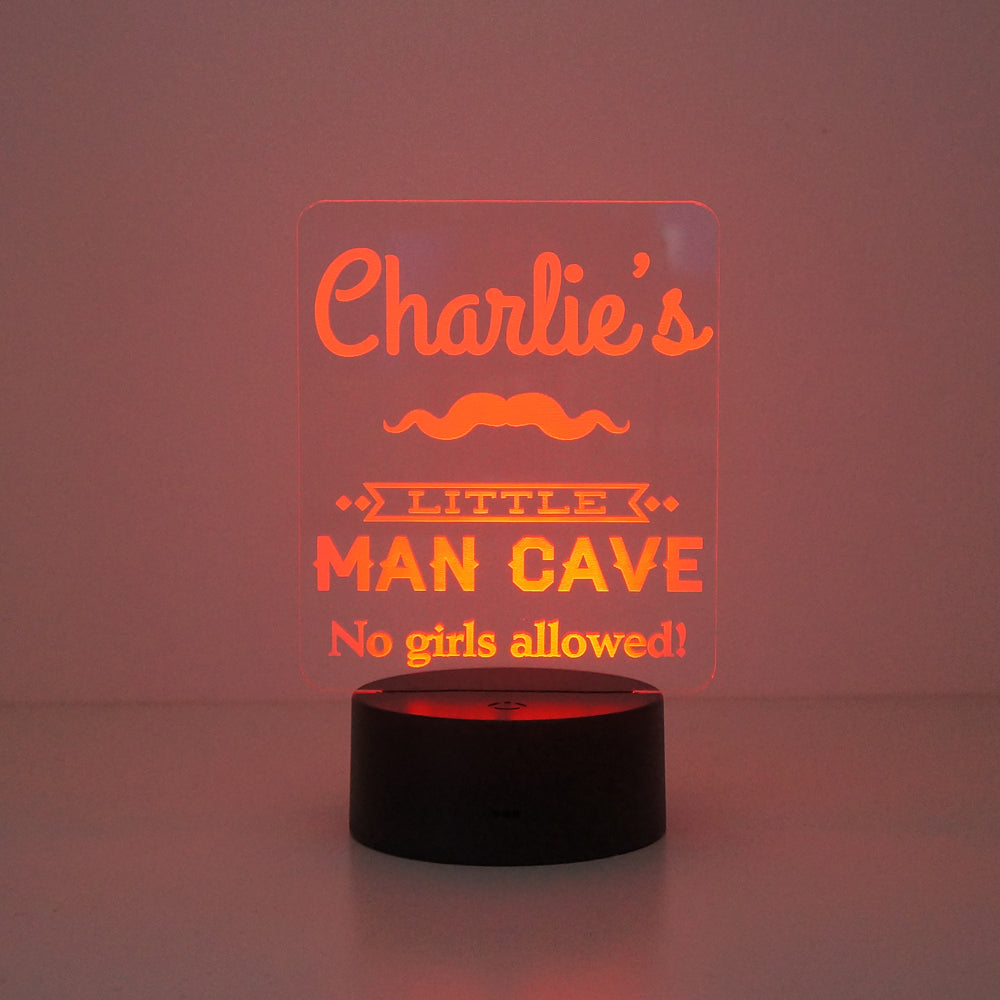 Charlie's
LITTLE
MAN CAVE
No girls allowed!